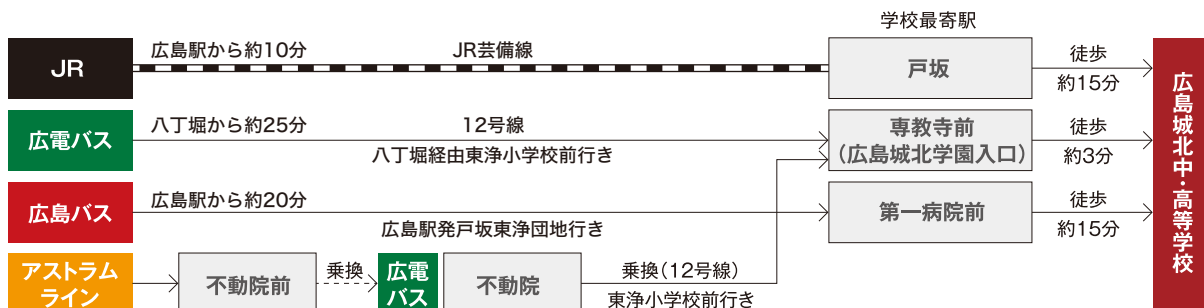 学校最寄駅
JR
広島駅から約10分
JR芸備線
戸坂
徒歩
約15分
広電バス
八丁堀から約25分
12号線
八丁堀経由東浄小学校前行き
専教寺前
(広島城北学園入口)
徒歩
約3分
広島バス
広島駅から約20分
広島駅発戸坂東浄団地行き
第一病院前
徒歩
約15分
アストラム
ライン
不動院前
乗換
広電
バス
不動院
乗換(12号線)
東浄小学校前行き
広島城北中・高等学校